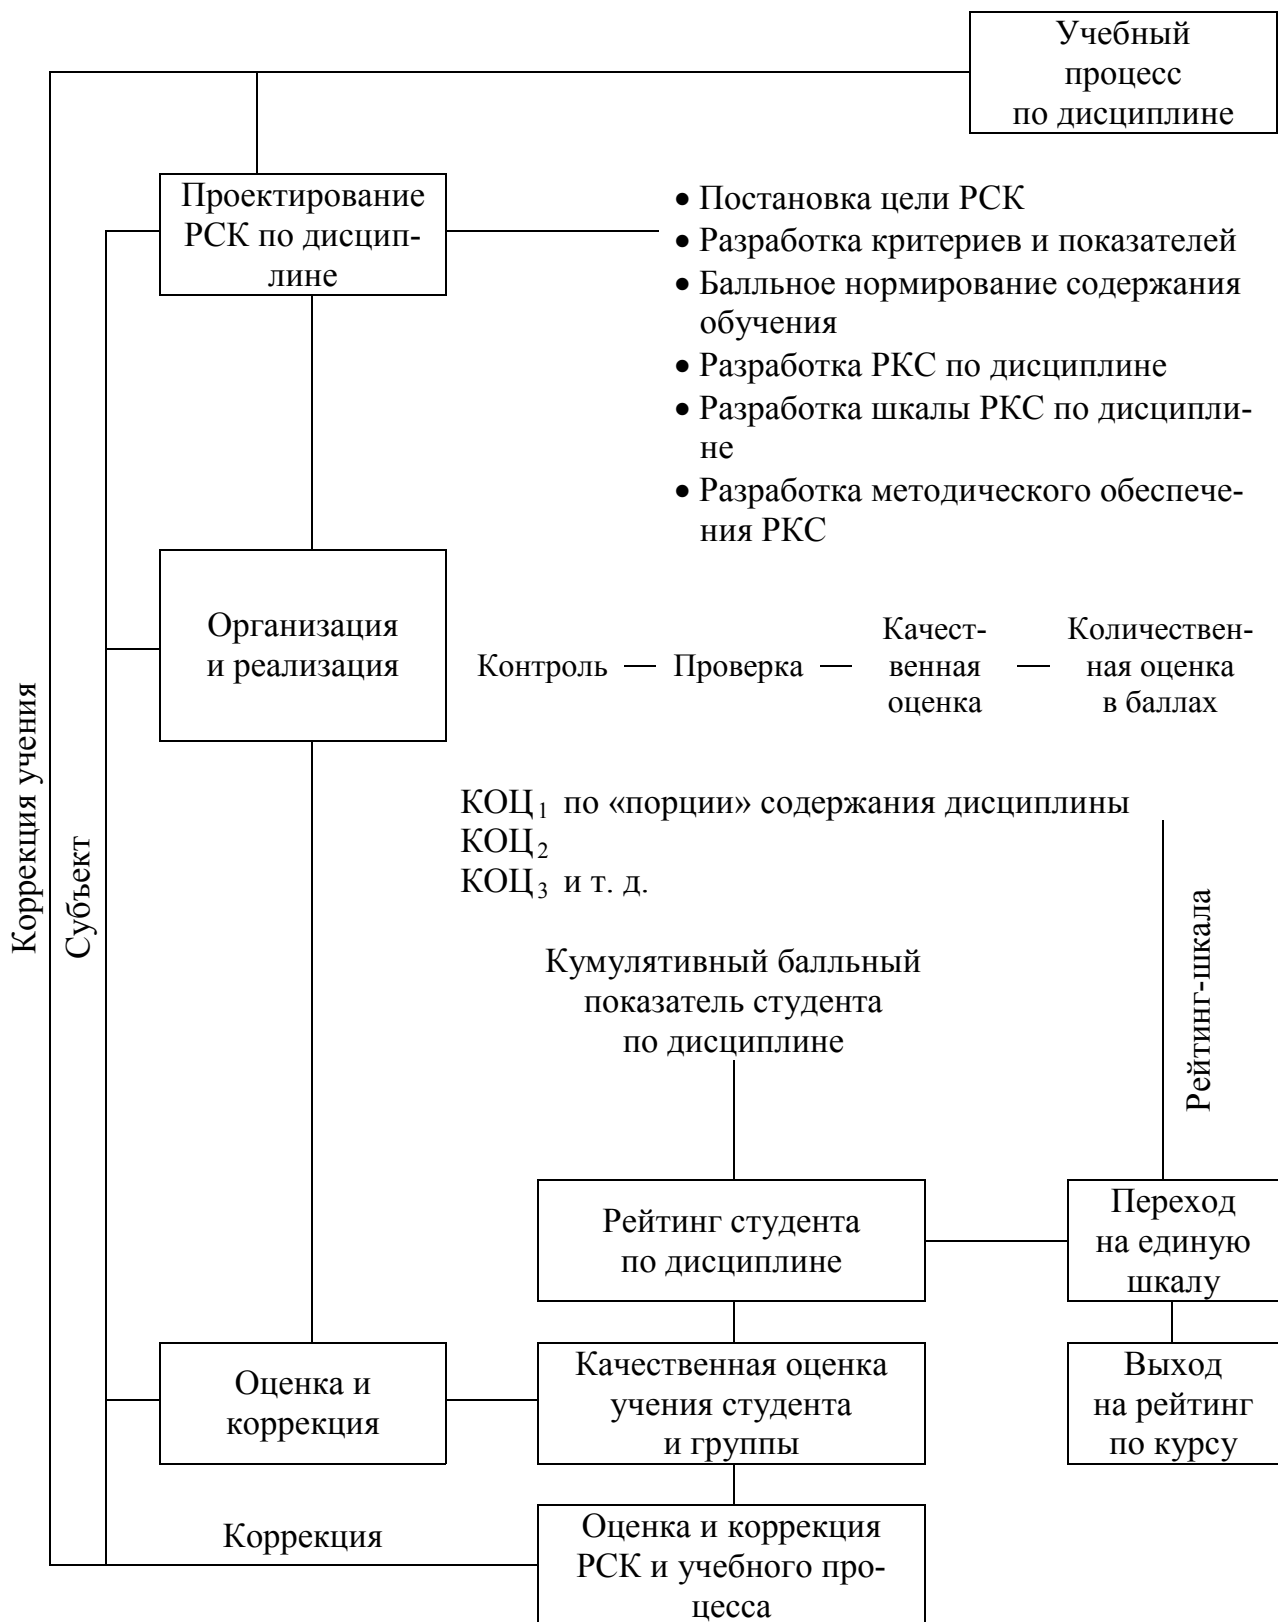 Учебный
процесс
по дисциплине
Проектирование
РСК по дисцип-
лине
• Постановка цели РСК
• Разработка критериев и показателей
• Балльное нормирование содержания
обучения
• Разработка РКС по дисциплине
• Разработка шкалы РКС по дисципли-
не
• Разработка методического обеспече-
ния РКС
Организация
и реализация
Контроль — Проверка —
Качест-
венная
оценка
—
Количествен-
ная оценка
в баллах
Коррекция учения
Субъект
КОЦ₁ по «порции» содержания дисциплины
КОЦ₂
КОЦ₃ и т. д.
Рейтинг-шкала
Кумулятивный балльный
показатель студента
по дисциплине
Рейтинг студента
по дисциплине
Переход
на единую
шкалу
Оценка и
коррекция
Качественная оценка
учения студента
и группы
Выход
на рейтинг
по курсу
Коррекция
Оценка и коррекция
РСК и учебного про-
цесса